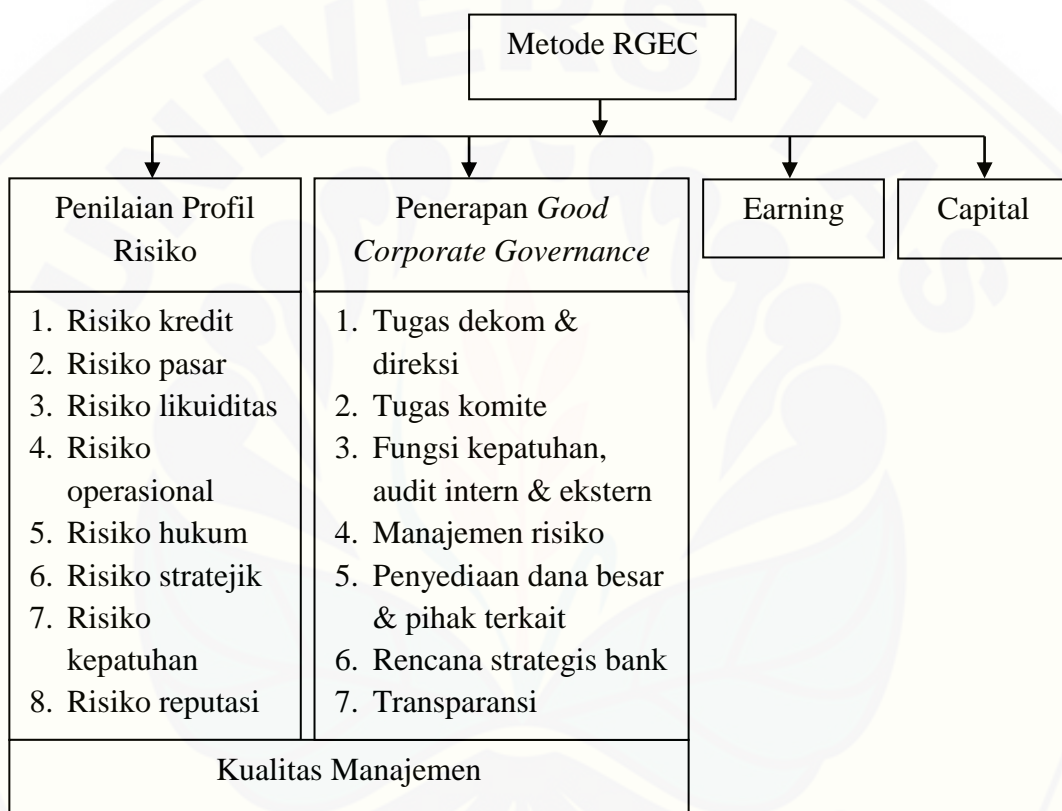 UNIVERSITAS
Metode RGEC
Penilaian Profil
Risiko
1. Risiko kredit
2. Risiko pasar
3. Risiko likuiditas
4. Risiko
operasional
5. Risiko hukum
6. Risiko stratejik
7. Risiko
kepatuhan
8. Risiko reputasi
Penerapan Good
Corporate Governance
1. Tugas dekom &
direksi
2. Tugas komite
3. Fungsi kepatuhan,
audit intern & ekstern
4. Manajemen risiko
5. Penyediaan dana besar
& pihak terkait
6. Rencana strategis bank
7. Transparansi
Earning
Capital
Kualitas Manajemen